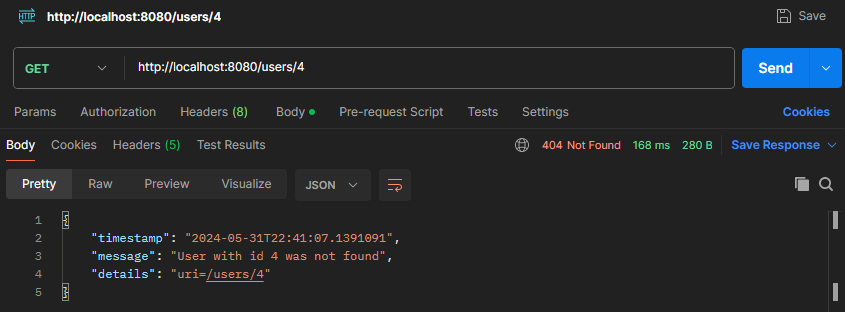 HTTP http://localhost:8080/users/4 Save
GET http://localhost:8080/users/4 Send
Params Authorization Headers (8) Body Pre-request Script Tests Settings Cookies
Body Cookies Headers (5) Test Results 404 Not Found 168 ms 280 B Save Response
Pretty Raw Preview Visualize JSON
1 {
2 "timestamp": "2024-05-31T22:41:07.1391091",
3 "message": "User with id 4 was not found",
4 "details": "uri=/users/4"
5 }